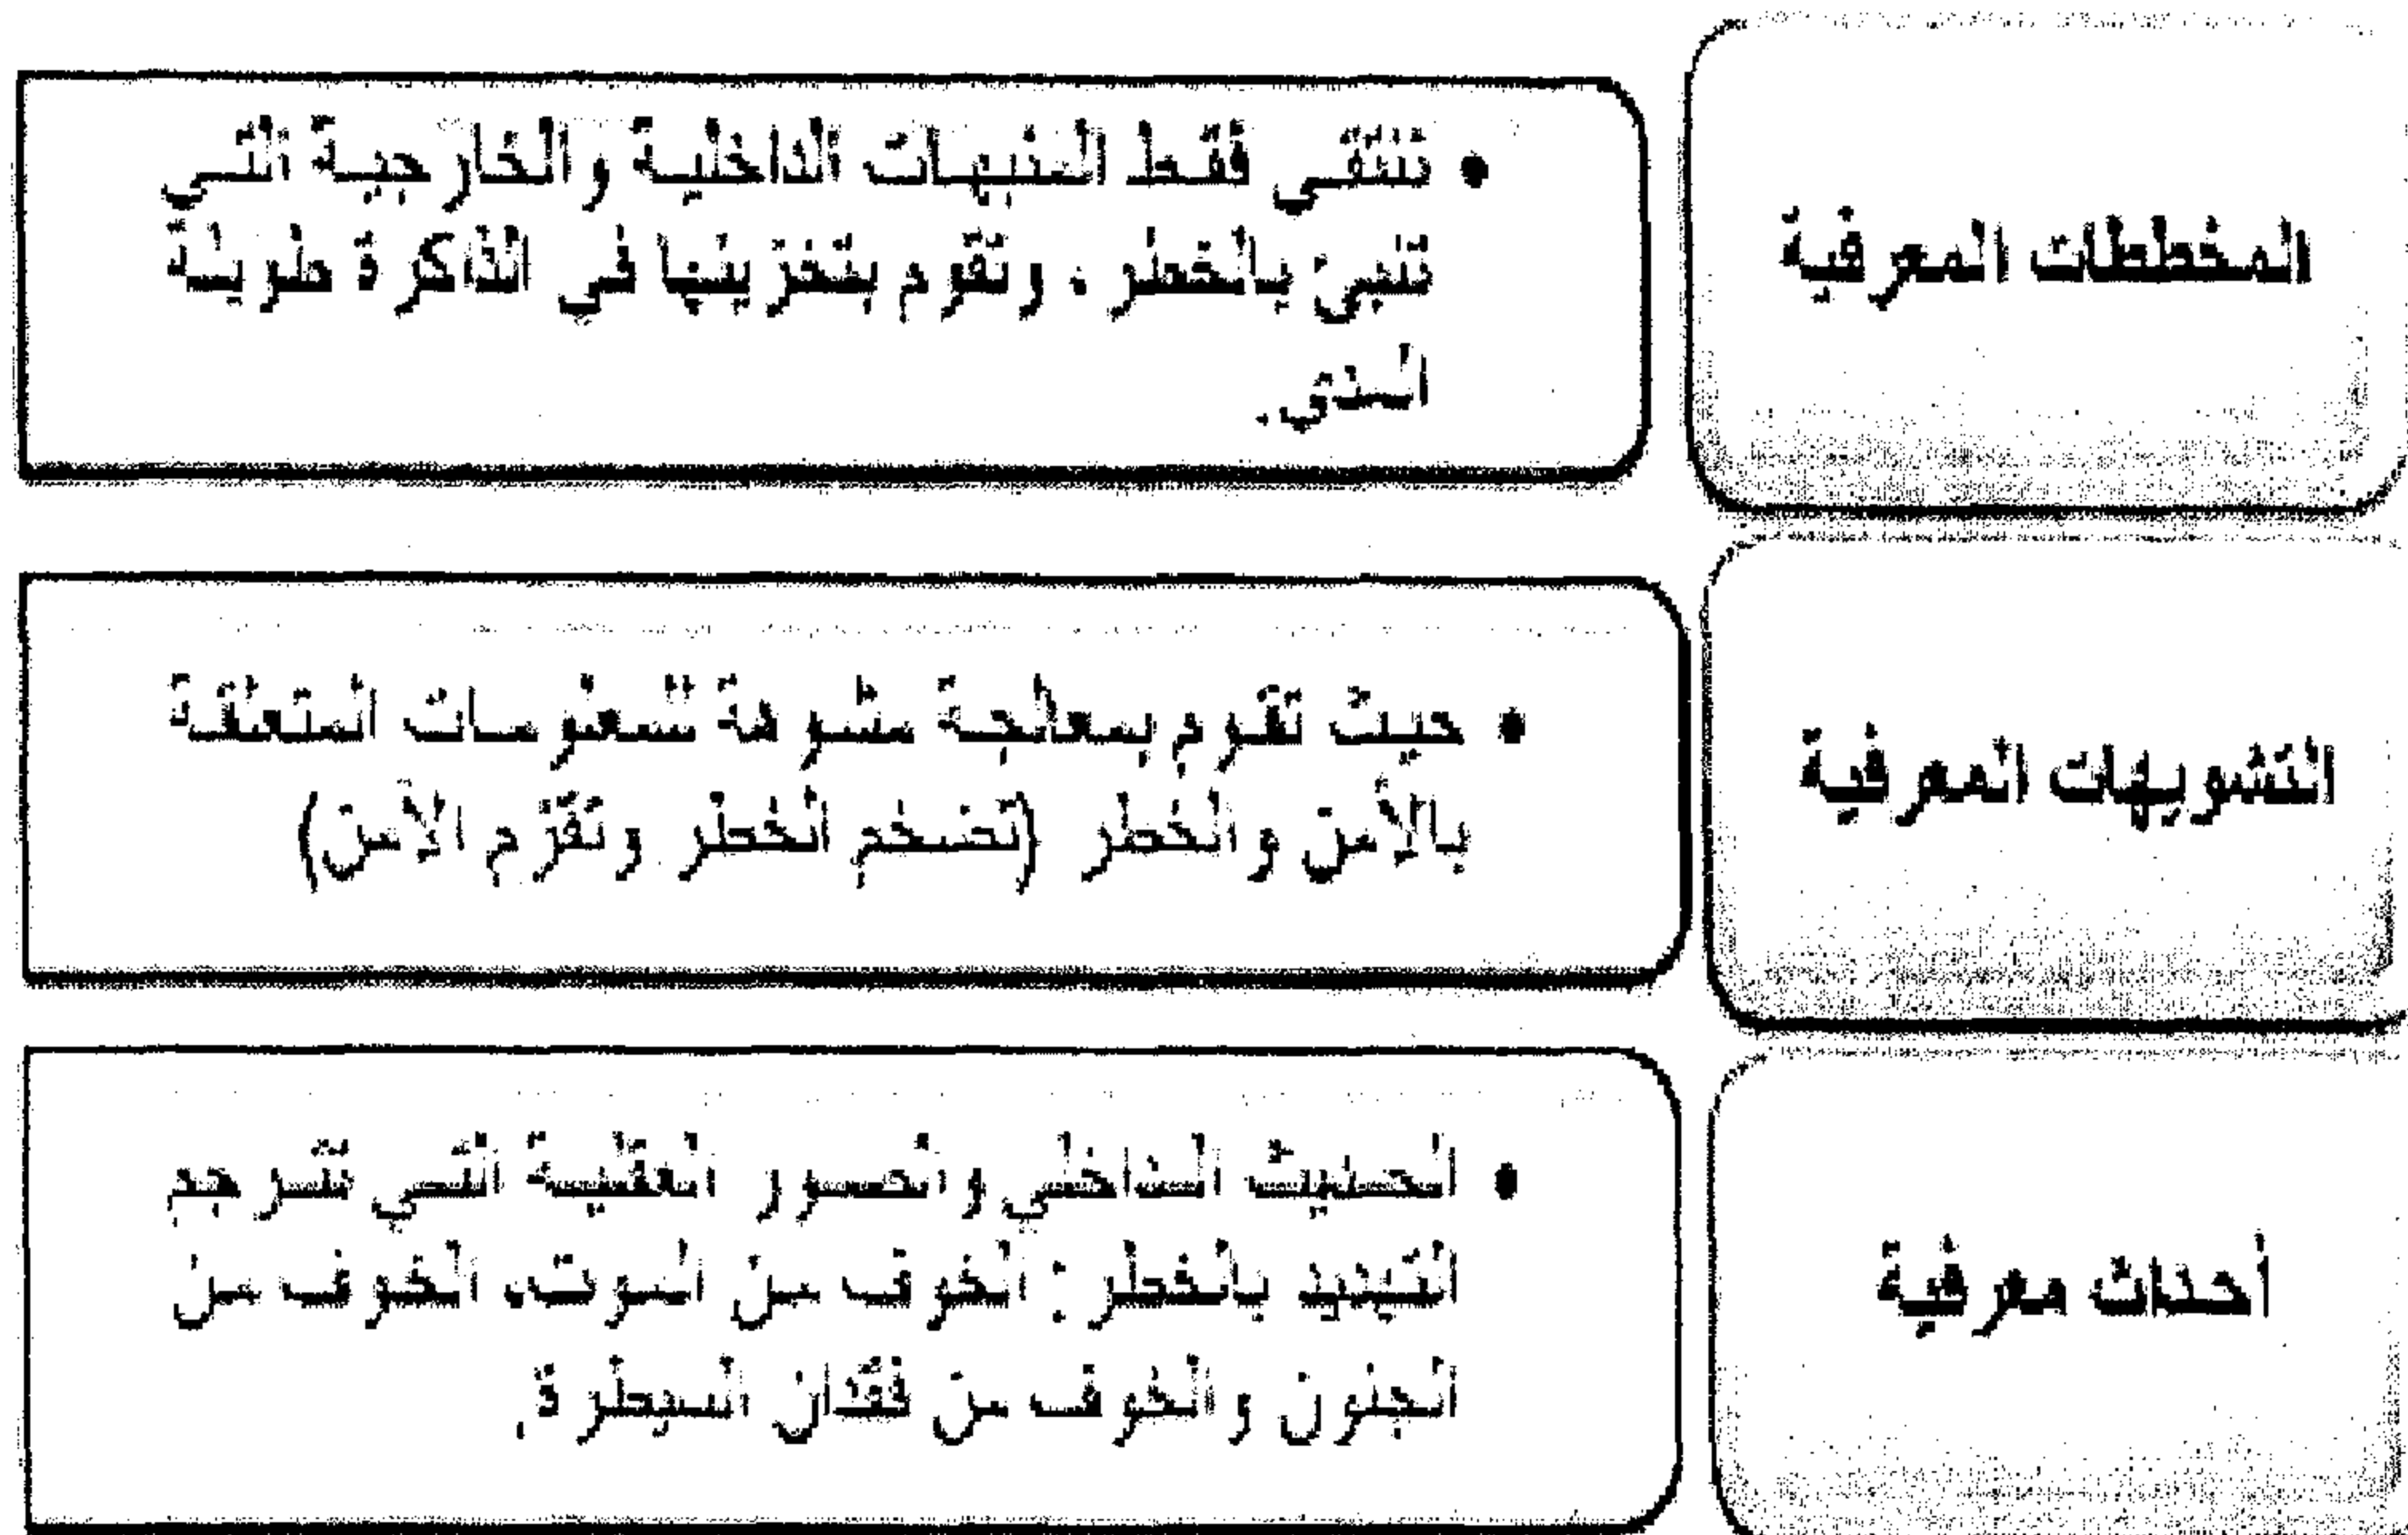 المخططات المعرفية
• تنتقي فقط المنبهات الداخلية والخارجية التي
تنبئ بالخطر، وتقوم بتخزينها في الذاكرة طويلة
المدى.
التشويهات المعرفية
• حيث تقوم بمعالجة مشوهة للمعلومات المتعلقة
بالأمن والخطر (تضخم الخطر وتقزم الأمن)
أحداث معرفية
• الحديث الداخلي والصور العقلية التي تترجم
التهديد بالخطر: الخوف من الموت، الخوف من
الجنون والخوف من فقدان السيطرة.